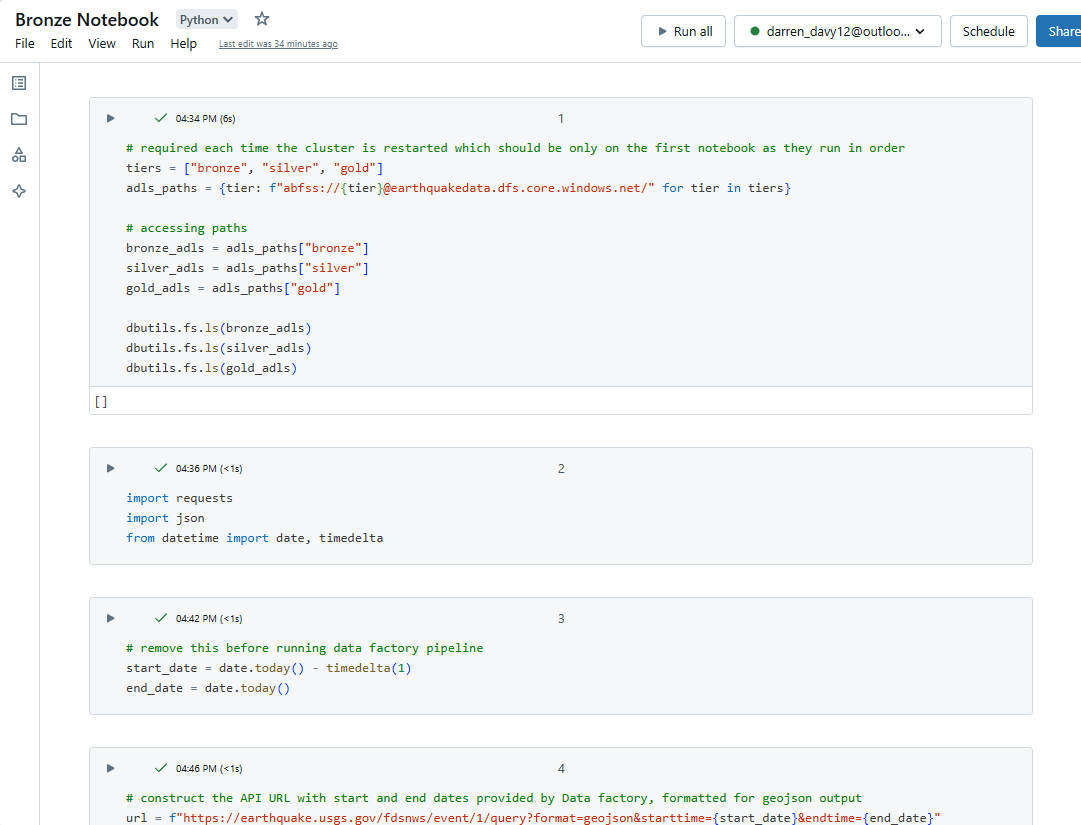 Bronze Notebook Python
File Edit View Run Help Last edit was 34 minutes ago
Run all darren_davy12@outloo... Schedule Share
04:34 PM (6s) 1
# required each time the cluster is restarted which should be only on the first notebook as they run in order
tiers = ["bronze", "silver", "gold"]
adls_paths = {tier: f"abfss://{tier}@earthquakedata.dfs.core.windows.net/" for tier in tiers}
# accessing paths
bronze_adls = adls_paths["bronze"]
silver_adls = adls_paths["silver"]
gold_adls = adls_paths["gold"]
dbutils.fs.ls(bronze_adls)
dbutils.fs.ls(silver_adls)
dbutils.fs.ls(gold_adls)
[]
04:36 PM (<1s) 2
import requests
import json
from datetime import date, timedelta
04:42 PM (<1s) 3
# remove this before running data factory pipeline
start_date = date.today() - timedelta(1)
end_date = date.today()
04:46 PM (<1s) 4
# construct the API URL with start and end dates provided by Data factory, formatted for geojson output
url = f"https://earthquake.usgs.gov/fdsnws/event/1/query?format=geojson&starttime={start_date}&endtime={end_date}"